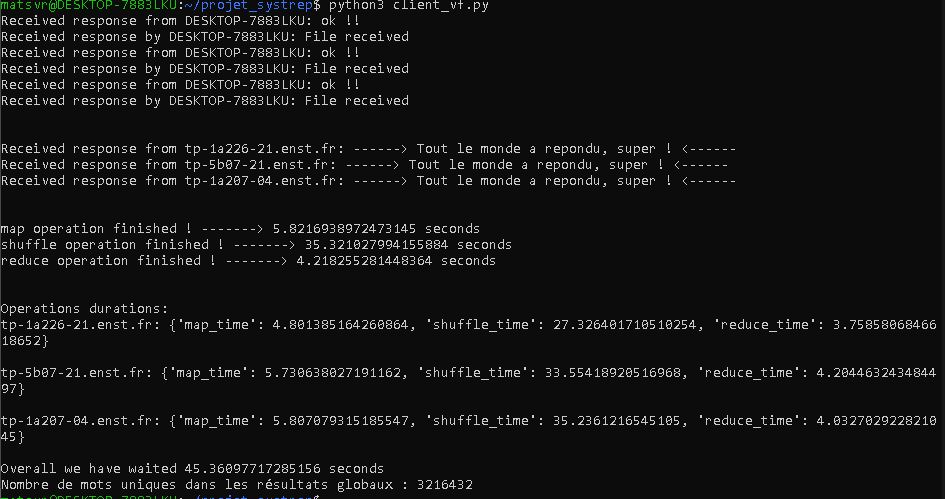 matsvr@DESKTOP-7883LKU:~/projet_systrep$ python3 client_vf.py
Received response from DESKTOP-7883LKU: ok !!
Received response by DESKTOP-7883LKU: File received
Received response from DESKTOP-7883LKU: ok !!
Received response by DESKTOP-7883LKU: File received
Received response from DESKTOP-7883LKU: ok !!
Received response by DESKTOP-7883LKU: File received
Received response from tp-1a226-21.enst.fr: ------> Tout le monde a repondu, super ! <------
Received response from tp-5b07-21.enst.fr: ------> Tout le monde a repondu, super ! <------
Received response from tp-1a207-04.enst.fr: ------> Tout le monde a repondu, super ! <------
map operation finished ! -------> 5.8216938972473145 seconds
shuffle operation finished ! -------> 35.321027994155884 seconds
reduce operation finished ! -------> 4.218255281448364 seconds
Operations durations:
tp-1a226-21.enst.fr: {'map_time': 4.801385164260864, 'shuffle_time': 27.326401710510254, 'reduce_time': 3.75858068466
18652}
tp-5b07-21.enst.fr: {'map_time': 5.730638027191162, 'shuffle_time': 33.55418920516968, 'reduce_time': 4.2044632434844
97}
tp-1a207-04.enst.fr: {'map_time': 5.807079315185547, 'shuffle_time': 35.2361216545105, 'reduce_time': 4.0327029228210
45}
Overall we have waited 45.36097717285156 seconds
Nombre de mots uniques dans les résultats globaux : 3216432
matsvr@DESKTOP-7883LKU:~/projet_systrep$